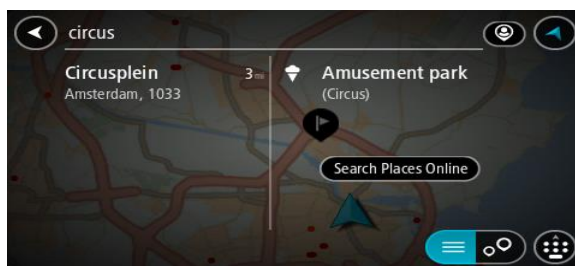 circus
Circusplein 3 mi
Amsterdam, 1033
Amusement park
(Circus)
Search Places Online